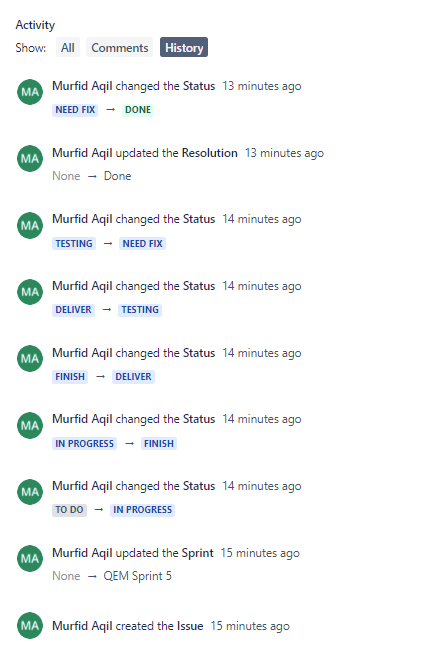 Activity
Show: All Comments History
MA Murfid Aqil changed the Status 13 minutes ago
NEED FIX → DONE
MA Murfid Aqil updated the Resolution 13 minutes ago
None → Done
MA Murfid Aqil changed the Status 14 minutes ago
TESTING → NEED FIX
MA Murfid Aqil changed the Status 14 minutes ago
DELIVER → TESTING
MA Murfid Aqil changed the Status 14 minutes ago
FINISH → DELIVER
MA Murfid Aqil changed the Status 14 minutes ago
IN PROGRESS → FINISH
MA Murfid Aqil changed the Status 14 minutes ago
TO DO → IN PROGRESS
MA Murfid Aqil updated the Sprint 15 minutes ago
None → QEM Sprint 5
MA Murfid Aqil created the Issue 15 minutes ago